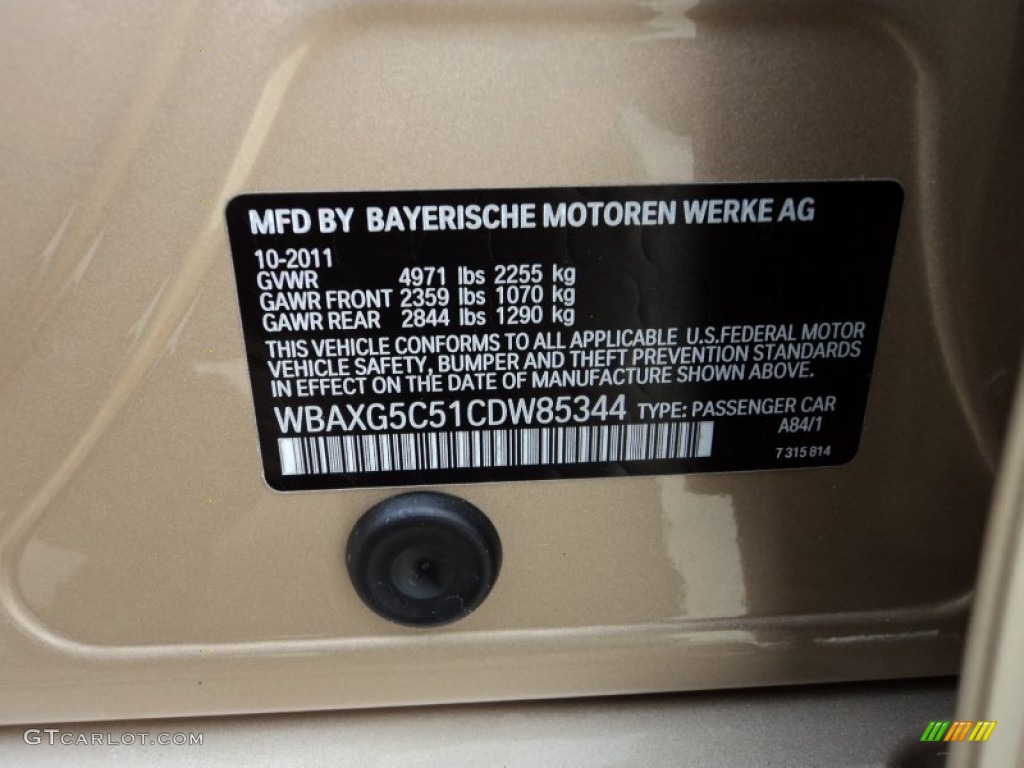 MFD BY BAYERISCHE MOTOREN WERKE AG
10-2011
GVWR 4971 lbs 2255 kg
GAWR FRONT 2359 lbs 1070 kg
GAWR REAR 2844 lbs 1290 kg
THIS VEHICLE CONFORMS TO ALL APPLICABLE U.S.FEDERAL MOTOR
VEHICLE SAFETY, BUMPER AND THEFT PREVENTION STANDARDS
IN EFFECT ON THE DATE OF MANUFACTURE SHOWN ABOVE.
WBAXG5C51CDW85344 TYPE: PASSENGER CAR
A84/1
7 315 814
GTCARLOT.COM